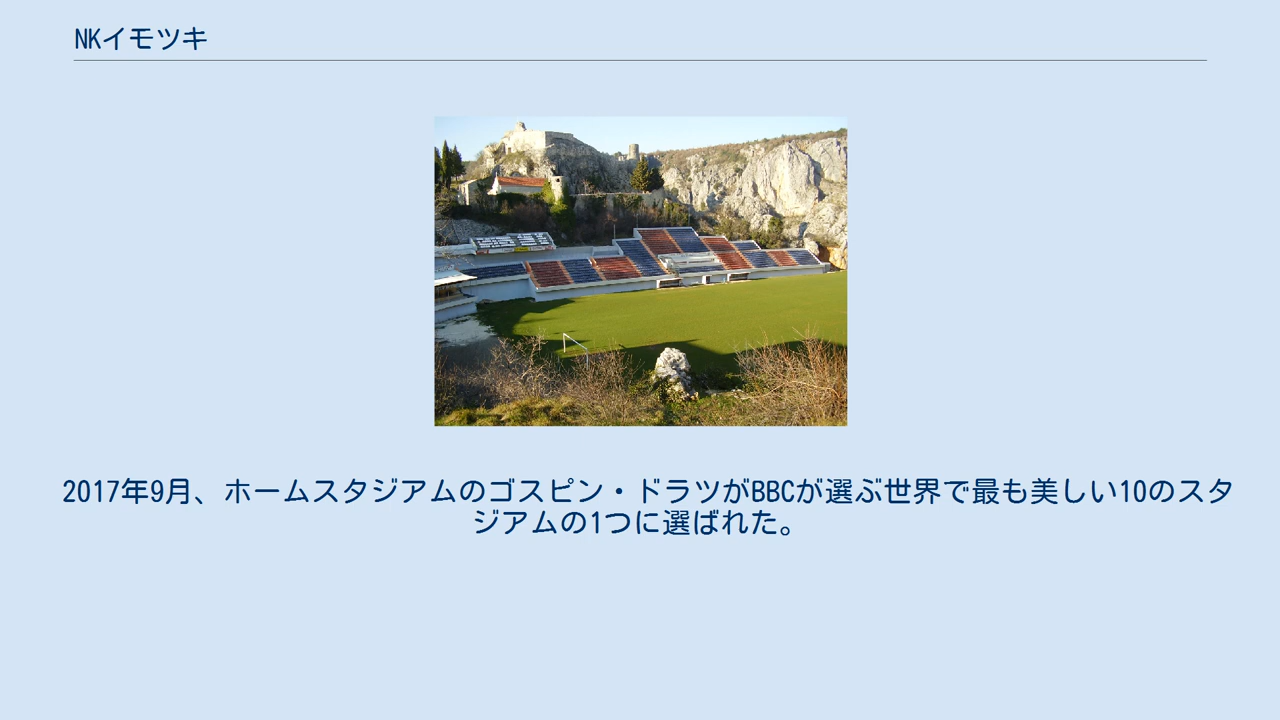 NKイモツキ
2017年9月、ホームスタジアムのゴスピン・ドラツがBBCが選ぶ世界で最も美しい10のスタ
ジアムの1つに選ばれた。